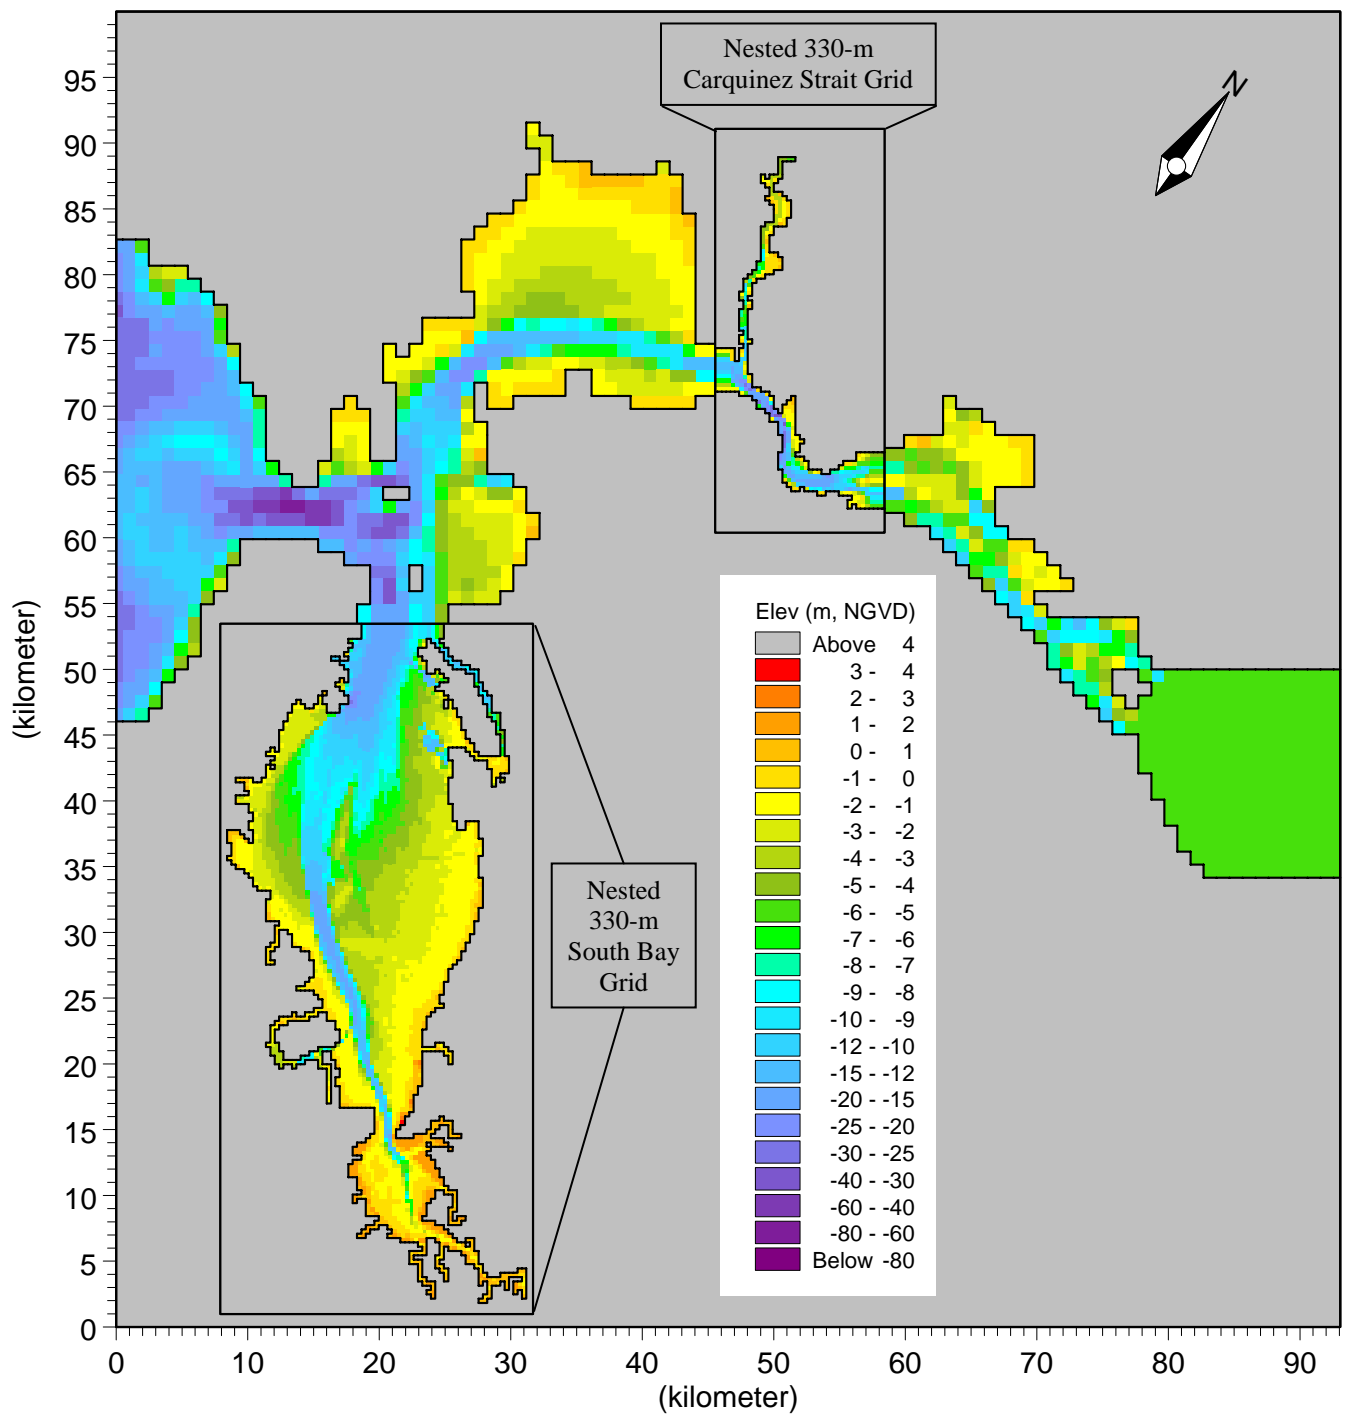 Nested 330-m
Carquinez Strait Grid
N
95
90
85
80
75
70
65
60
55
50
45
40
35
30
25
20
15
10
5
0
(kilometer)
Elev (m, NGVD)
Above 4
3 - 4
2 - 3
1 - 2
0 - 1
-1 - 0
-2 - -1
-3 - -2
-4 - -3
-5 - -4
-6 - -5
-7 - -6
-8 - -7
-9 - -8
-10 - -9
-12 - -10
-15 - -12
-20 - -15
-25 - -20
-30 - -25
-40 - -30
-60 - -40
-80 - -60
Below -80
Nested
330-m
South Bay
Grid
0 10 20 30 40 50 60 70 80 90
(kilometer)